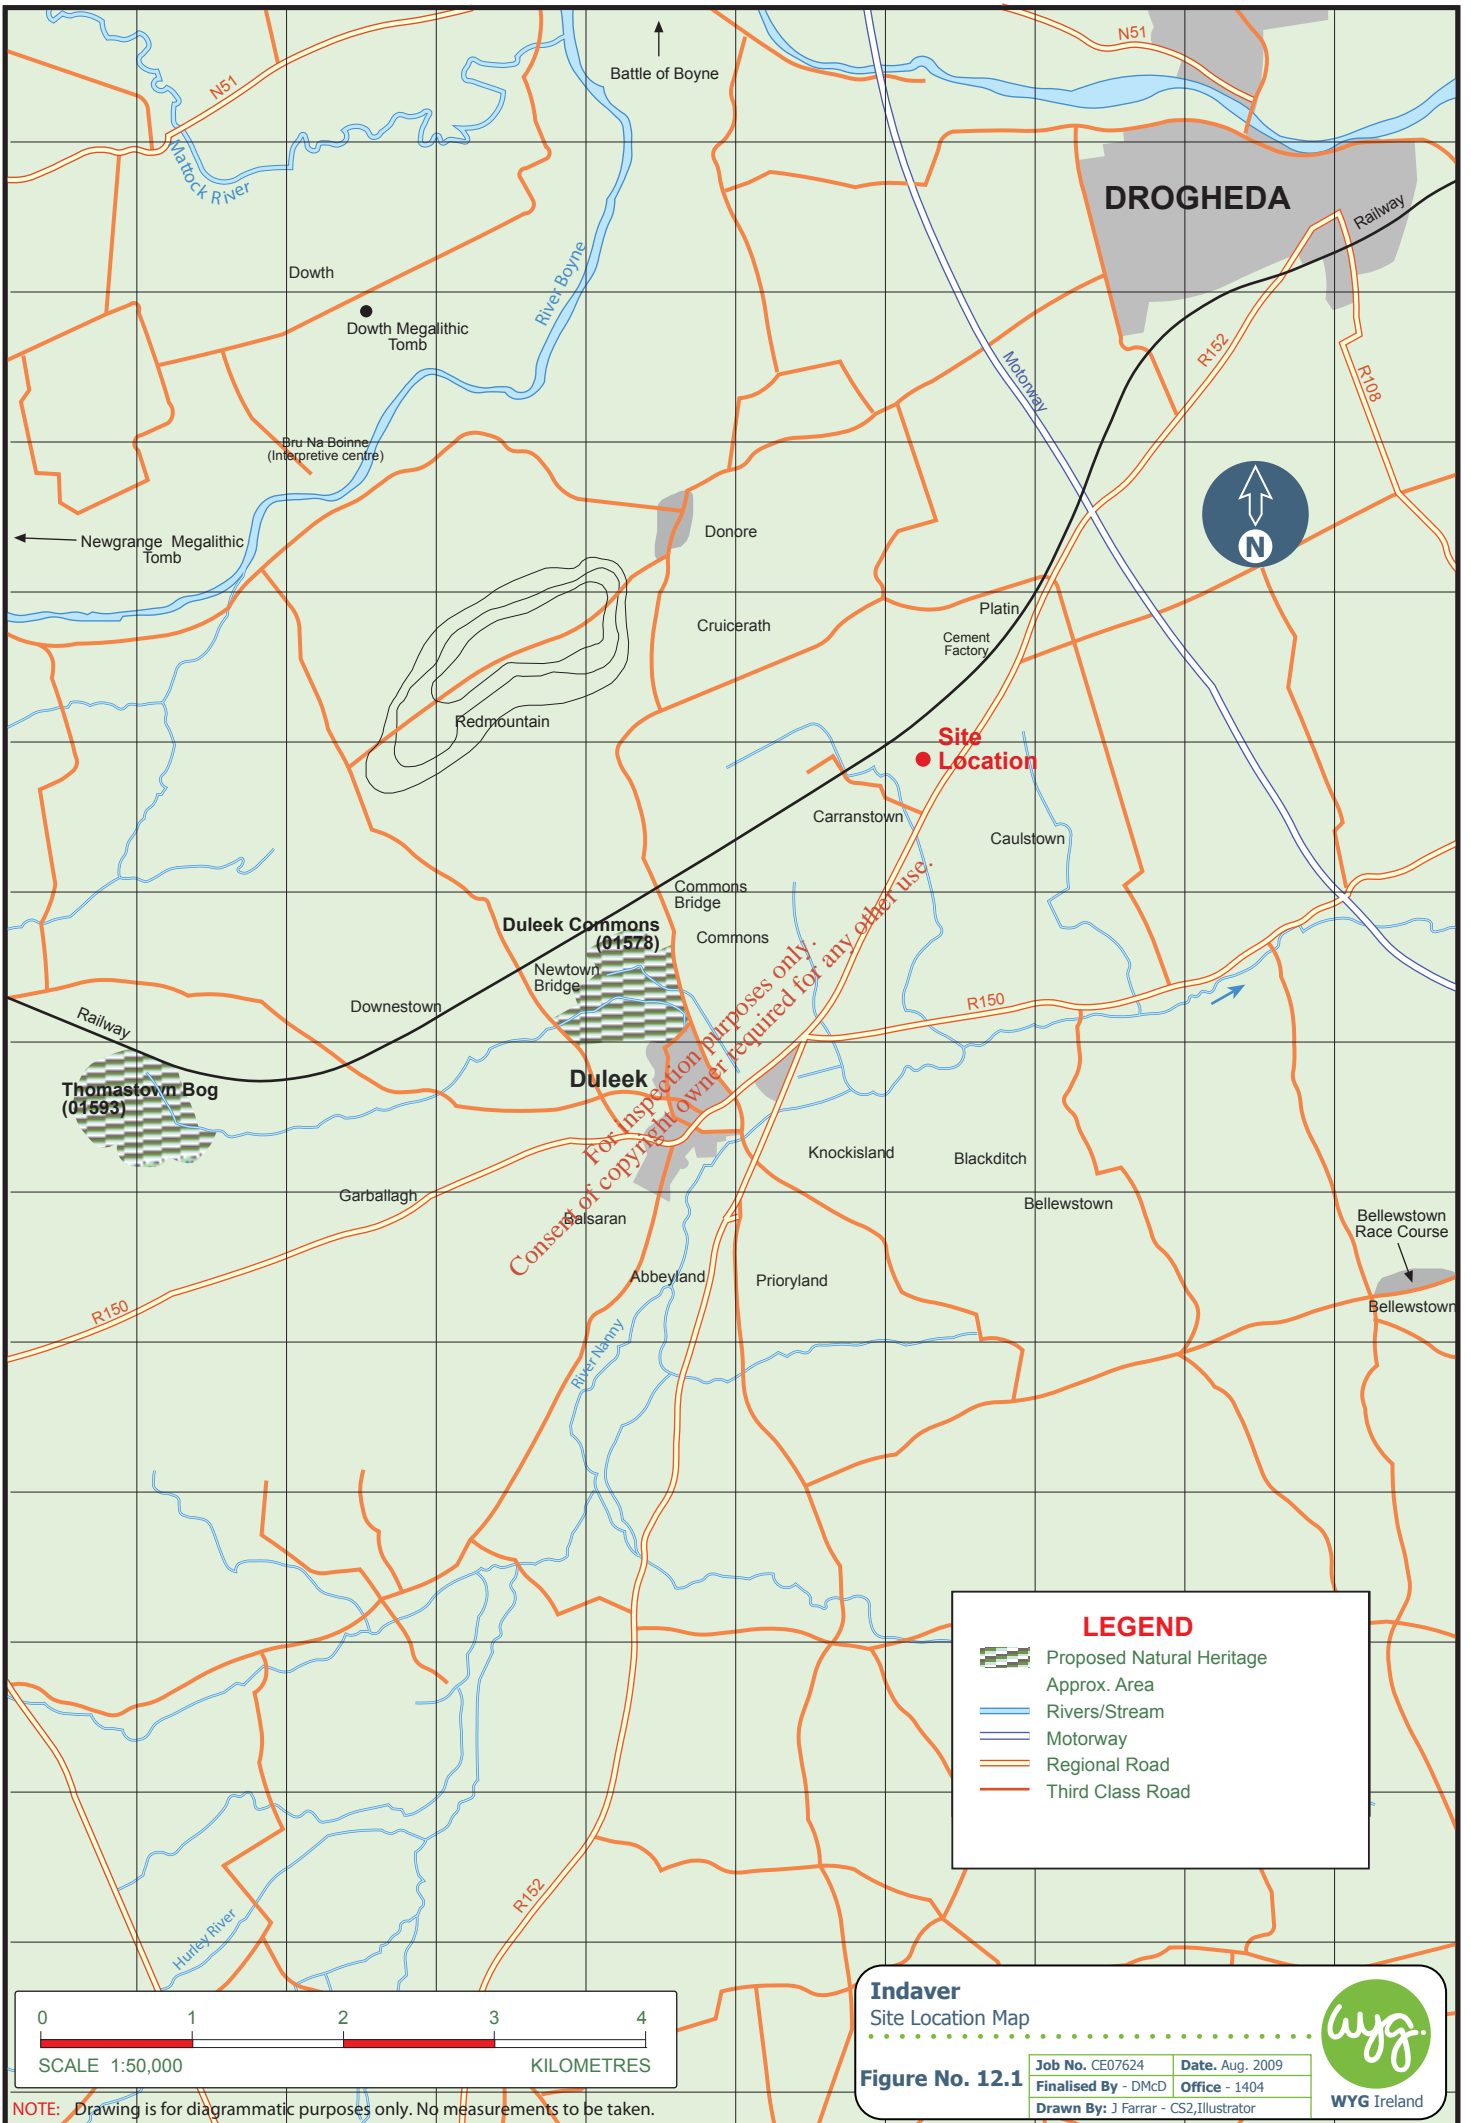 Battle of Boyne
N51
N51
Mattock River
DROGHEDA
Railway
Dowth
River Boyne
Dowth Megalithic
Tomb
Motorway
R152
R108
Bru Na Boinne
(Interpretive centre)
Newgrange Megalithic
Tomb
Donore
N
Platin
Cruicerath
Cement
Factory
Redmountain
Site
Location
Carranstown
Caulstown
Commons
Bridge
Duleek Commons
(01578)
Commons
Newtown
Bridge
Downestown
R150
Railway
Thomastown Bog
(01593)
Duleek
For inspection purposes only.
Consent of copyright owner required for any other use.
Knockisland
Blackditch
Garballagh
Balsaran
Bellewstown
Bellewstown
Race Course
Abbeyland
Prioryland
Bellewstown
R150
River Nanny
LEGEND
Proposed Natural Heritage
Approx. Area
Rivers/Stream
Motorway
Regional Road
Third Class Road
R152
Hurley River
0 1 2 3 4
SCALE 1:50,000 KILOMETRES
NOTE: Drawing is for diagrammatic purposes only. No measurements to be taken.
Indaver
Site Location Map
Figure No. 12.1
Job No. CE07624 Date. Aug. 2009
Finalised By - DMcD Office - 1404
Drawn By: J Farrar - CS2,Illustrator
wyg.
WYG Ireland